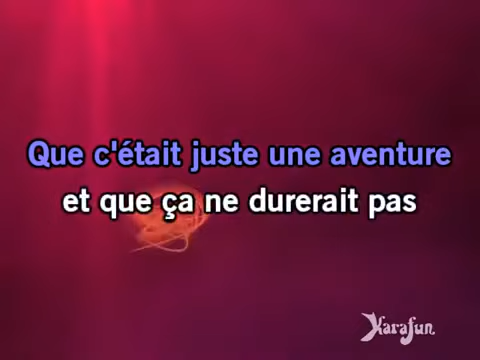 Que c'était juste une aventure
et que ça ne durerait pas
Karafun